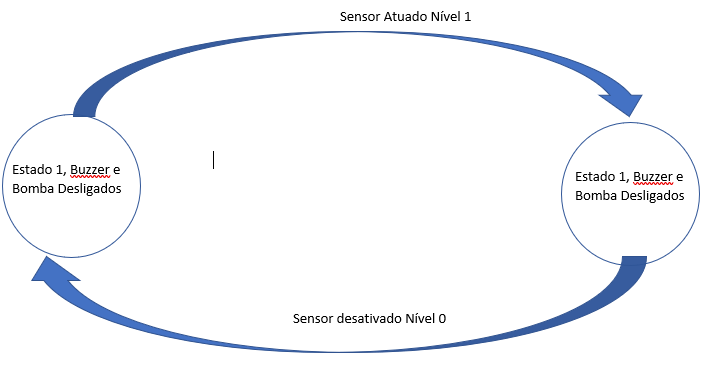 Sensor Atuado Nível 1
Estado 1, Buzzer e
Bomba Desligados
Estado 1, Buzzer e
Bomba Desligados
Sensor desativado Nível 0